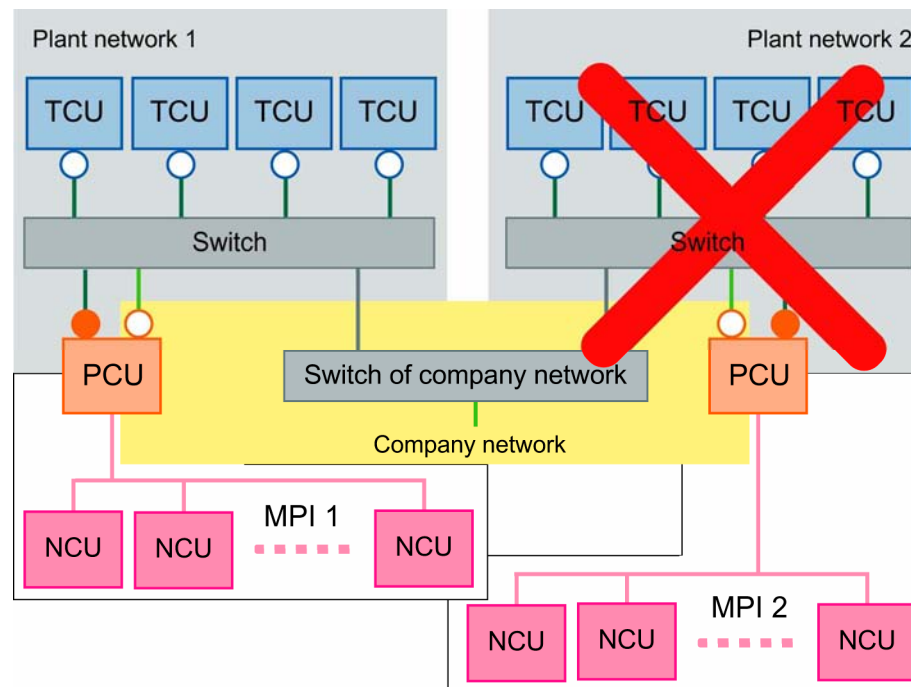 Plant network 1
Plant network 2
TCU TCU TCU TCU
TCU TCU TCU TCU
Switch
Switch
PCU
Switch of company network
PCU
Company network
MPI 1
NCU NCU NCU
MPI 2
NCU NCU NCU